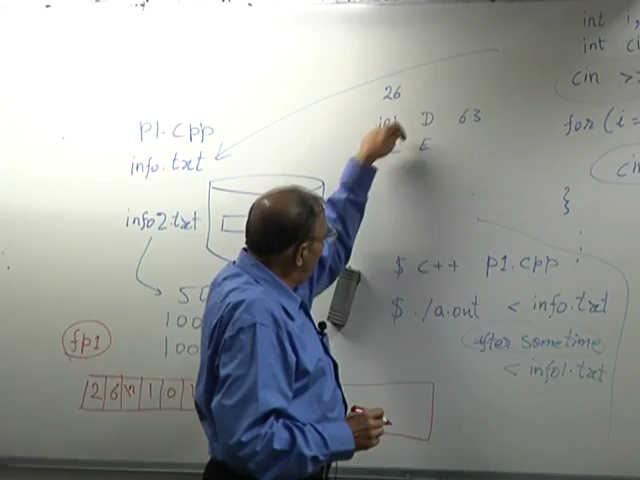 int i,
int ci
cin >>
26
int D 63
E
for (i =
p1.cpp
info.txt
info2.txt
}
:
$ c++ p1.cpp
$ ./a.out < info.txt
after sometime
< info1.txt
50
100
100
fp1
2 6 \n 1 0